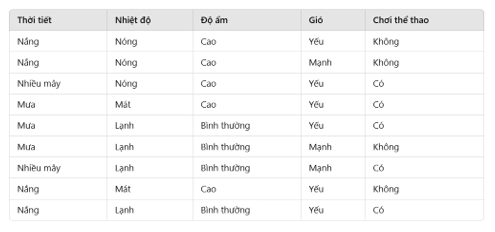 Thời tiết Nhiệt độ Độ ẩm Gió Chơi thể thao
Nắng Nóng Cao Yếu Không
Nắng Nóng Cao Mạnh Không
Nhiều mây Nóng Cao Yếu Có
Mưa Mát Cao Yếu Có
Mưa Lạnh Bình thường Yếu Có
Mưa Lạnh Bình thường Mạnh Không
Nhiều mây Lạnh Bình thường Mạnh Có
Nắng Mát Cao Yếu Không
Nắng Lạnh Bình thường Yếu Có